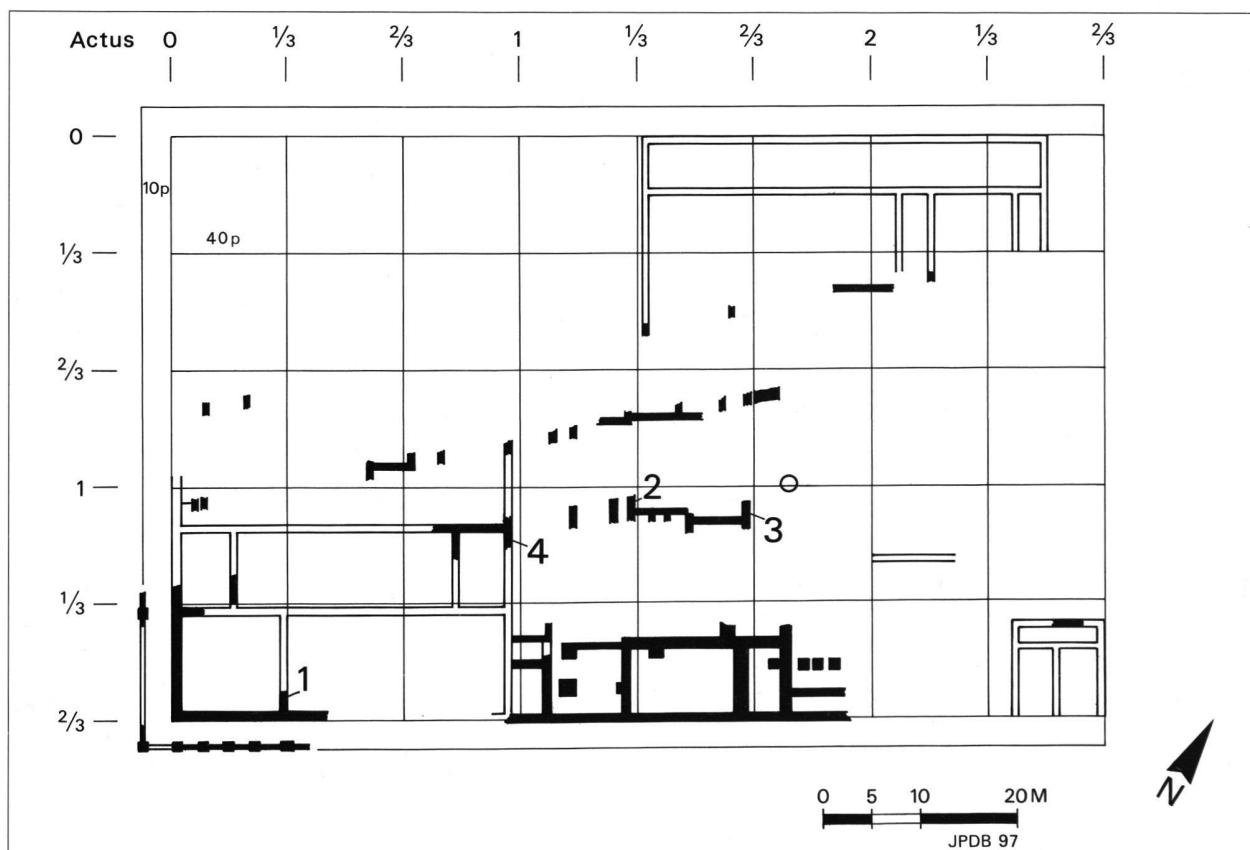 Actus 0 ⅓ ⅔ 1 ⅓ ⅔ 2 ⅓ ⅔
0
10p
40p
⅓
⅔
1
2
3
4
⅓
1
⅔
0 5 10 20 M
N
JPDB 97